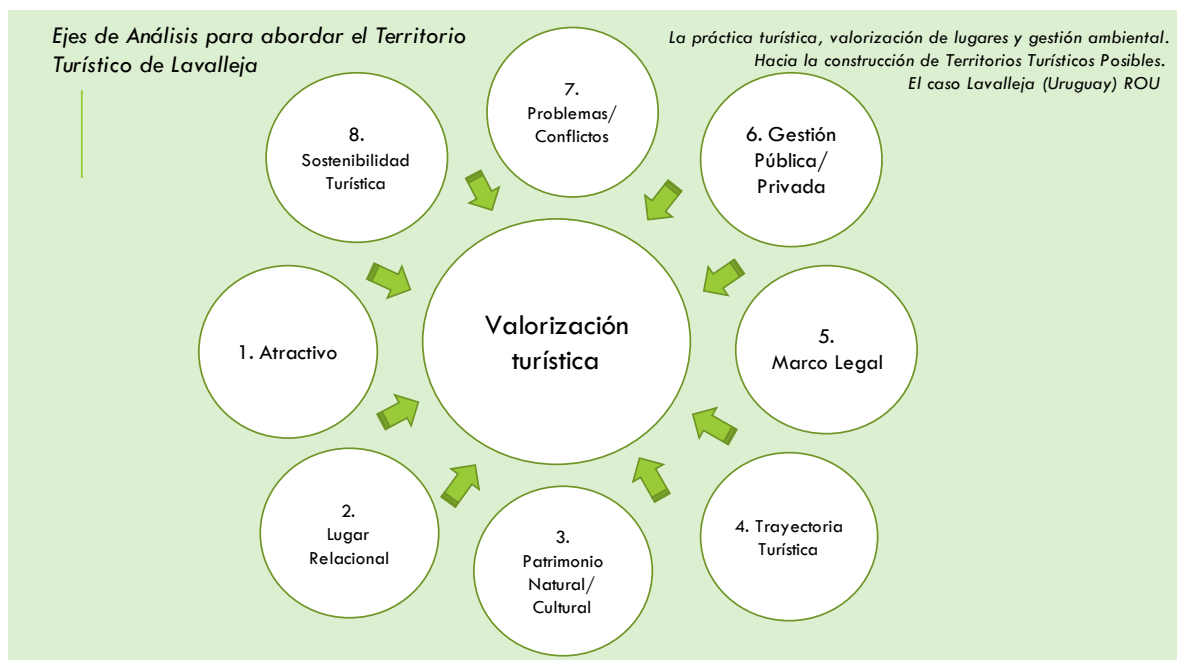 Ejes de Análisis para abordar el Territorio
Turístico de Lavalleja
La práctica turística, valorización de lugares y gestión ambiental.
Hacia la construcción de Territorios Turísticos Posibles.
El caso Lavalleja (Uruguay) ROU
Valorización
turística
1. Atractivo
2.
Lugar
Relacional
3.
Patrimonio
Natural/
Cultural
4. Trayectoria
Turística
5.
Marco Legal
6. Gestión
Pública/
Privada
7.
Problemas/
Conflictos
8.
Sostenibilidad
Turística